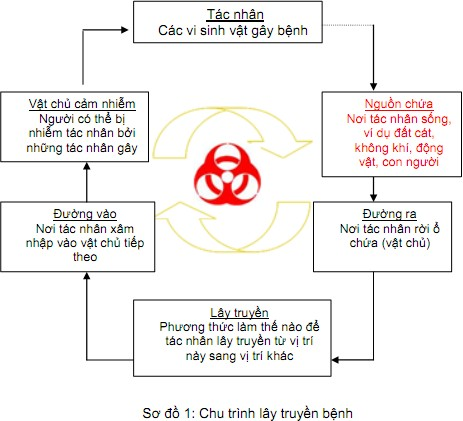 Tác nhân
Các vi sinh vật gây bệnh
Vật chủ cảm nhiễm
Người có thể bị
nhiễm tác nhân bởi
những tác nhân gây
Nguồn chứa
Nơi tác nhân sống,
ví dụ đất cát,
không khí, động
vật, con người
Đường vào
Nơi tác nhân xâm
nhập vào vật chủ tiếp
theo
Đường ra
Nơi tác nhân rời ổ
chứa (vật chủ)
Lây truyền
Phương thức làm thế nào để
tác nhân lây truyền từ vị trí
này sang vị trí khác
Sơ đồ 1: Chu trình lây truyền bệnh